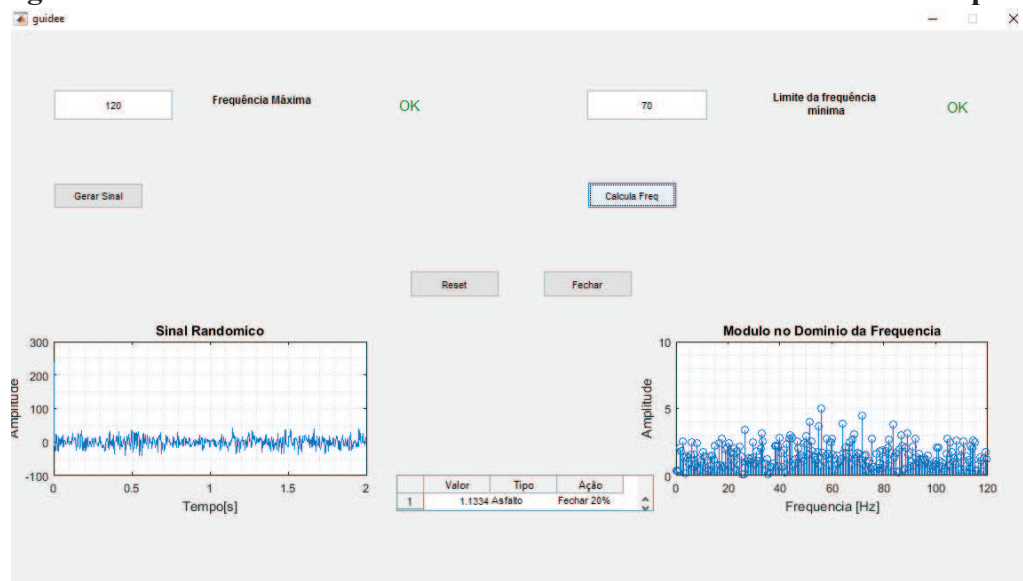 guidee
120
Frequência Máxima
OK
70
Limite da frequência
mínima
OK
Gerar Sinal
Calcula Freq
Reset
Fechar
Sinal Randomico
300
200
100
0
-100
Amplitude
0
0.5
1
1.5
2
Tempo[s]
Valor Tipo Ação
1 1.1334 Asfalto Fechar 20%
Modulo no Dominio da Frequencia
10
5
0
Amplitude
0
20
40
60
80
100
120
Frequencia [Hz]